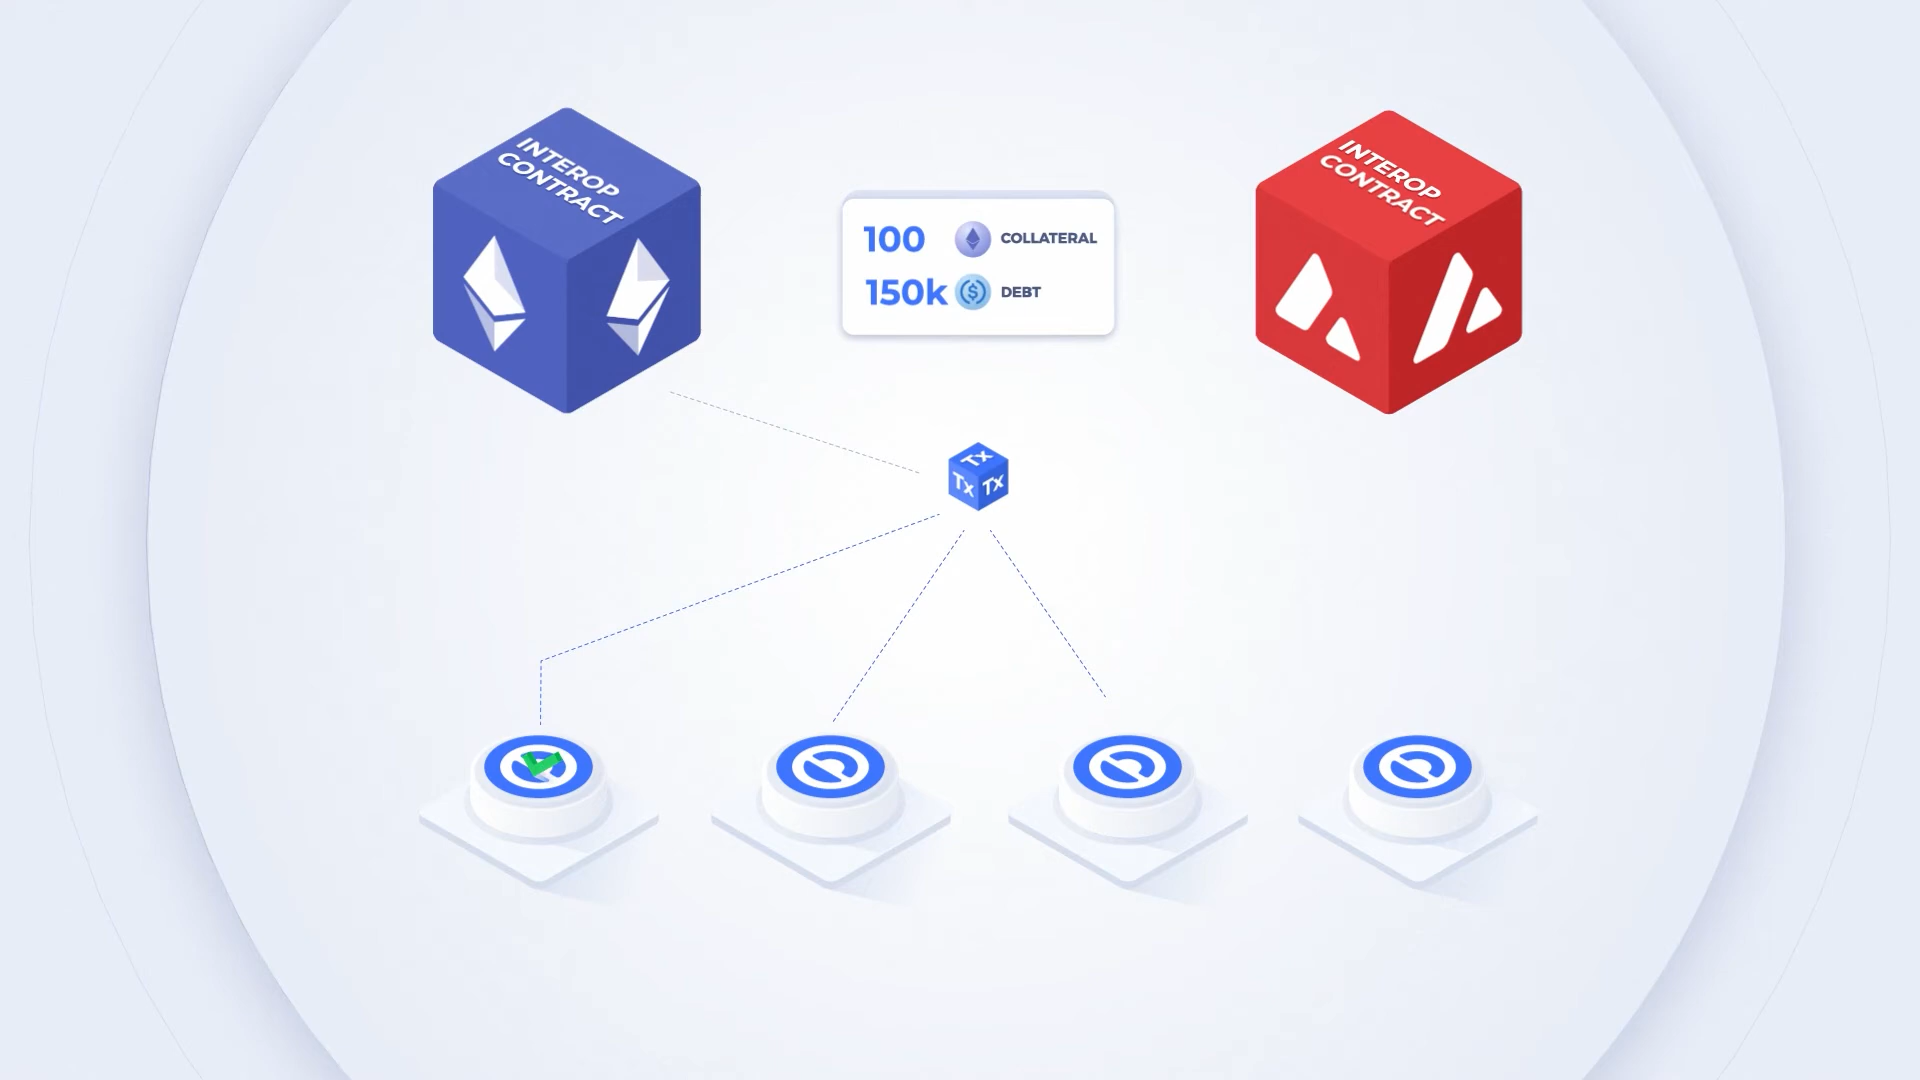 INTEROP
CONTRACT
100 COLLATERAL
150k $ DEBT
INTEROP
CONTRACT
Tx
Tx Tx